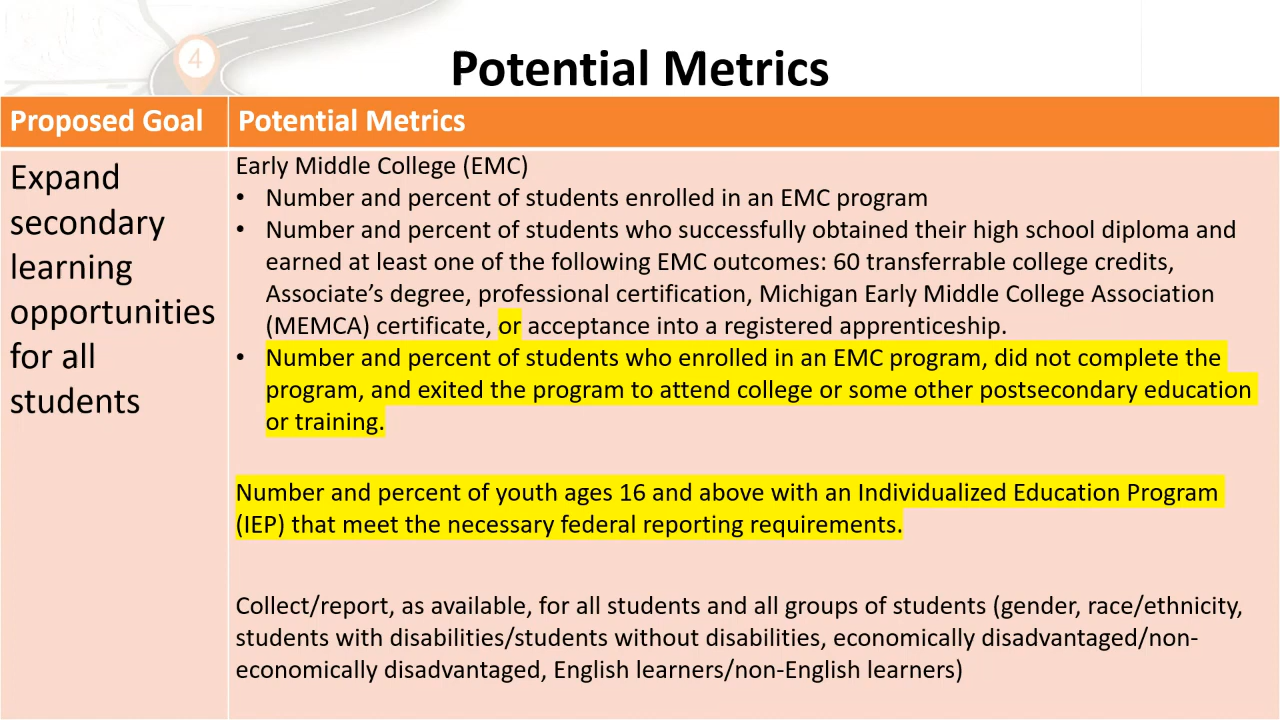 4
Potential Metrics
Proposed Goal
Potential Metrics
Expand
secondary
learning
opportunities
for all
students
Early Middle College (EMC)
• Number and percent of students enrolled in an EMC program
• Number and percent of students who successfully obtained their high school diploma and
earned at least one of the following EMC outcomes: 60 transferrable college credits,
Associate’s degree, professional certification, Michigan Early Middle College Association
(MEMCA) certificate, or acceptance into a registered apprenticeship.
• Number and percent of students who enrolled in an EMC program, did not complete the
program, and exited the program to attend college or some other postsecondary education
or training.
Number and percent of youth ages 16 and above with an Individualized Education Program
(IEP) that meet the necessary federal reporting requirements.
Collect/report, as available, for all students and all groups of students (gender, race/ethnicity,
students with disabilities/students without disabilities, economically disadvantaged/non-
economically disadvantaged, English learners/non-English learners)